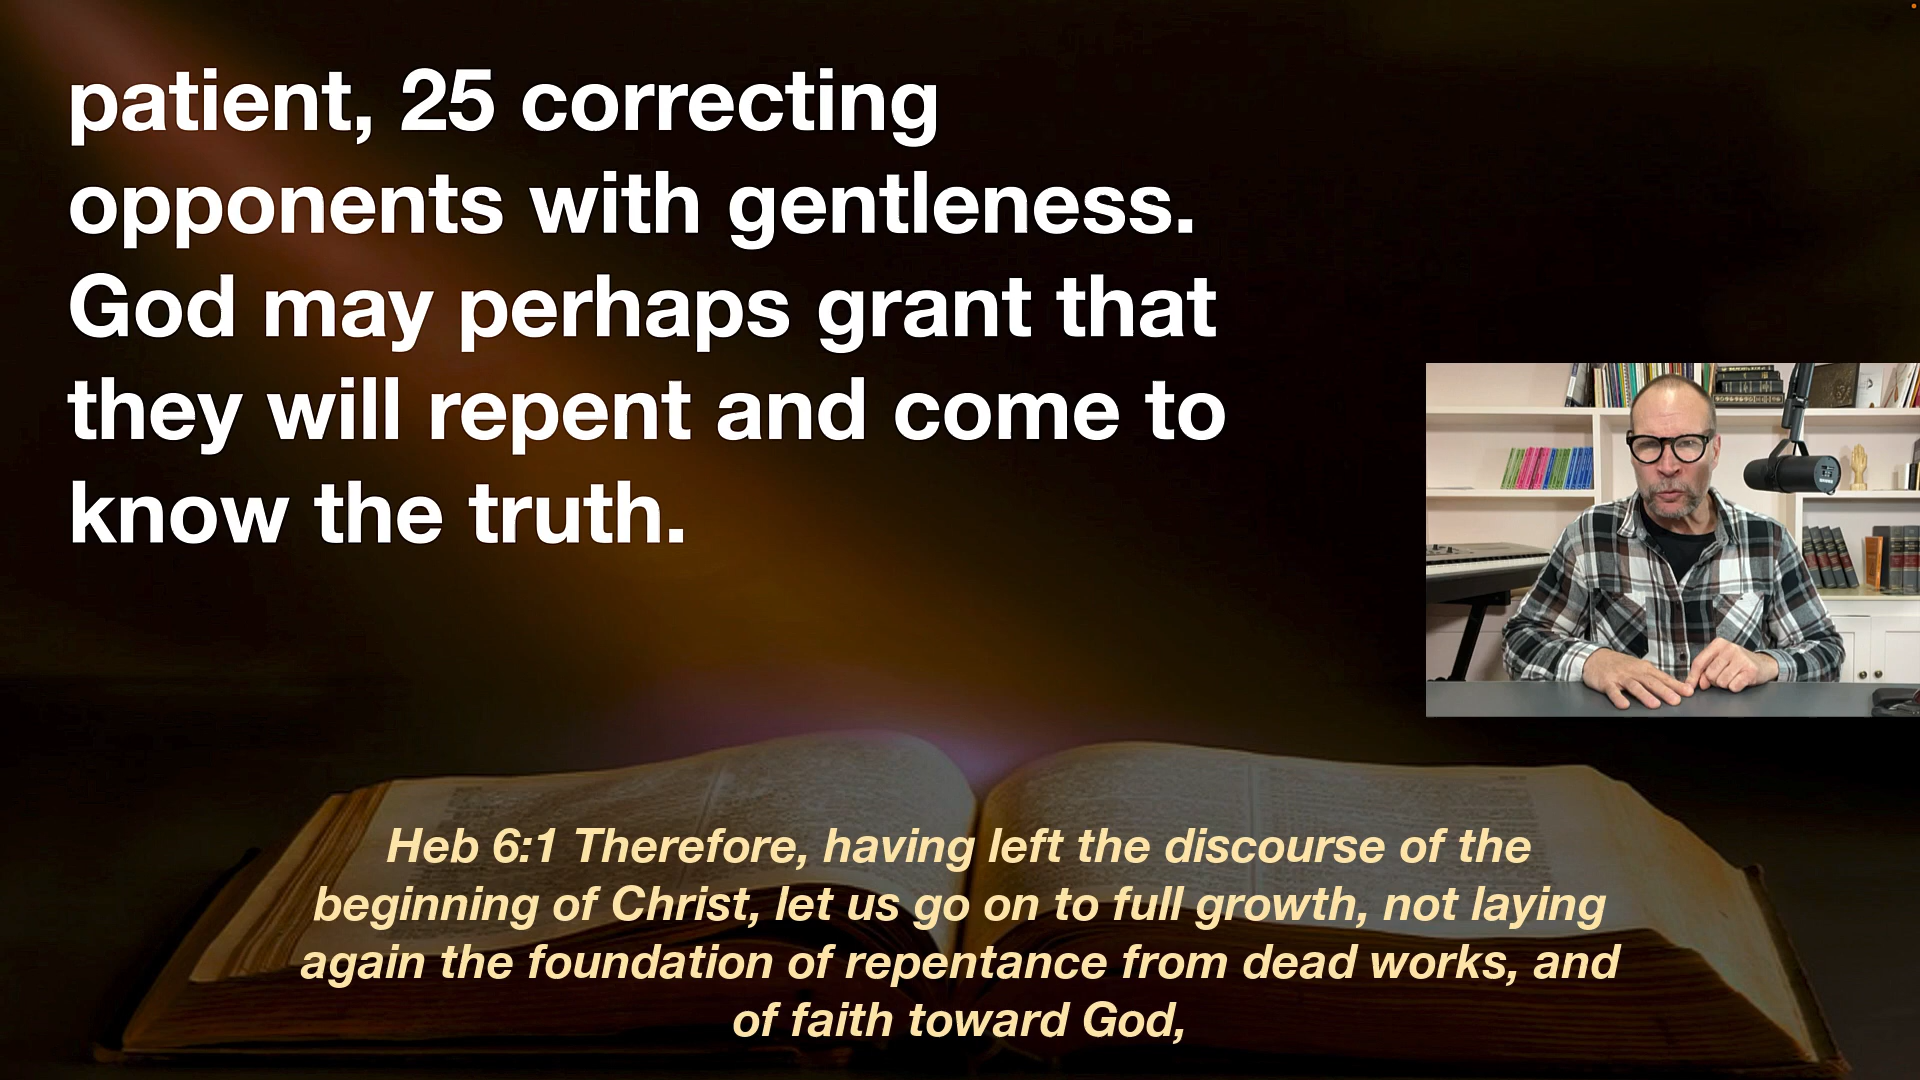 patient, 25 correcting
opponents with gentleness.
God may perhaps grant that
they will repent and come to
know the truth.
Heb 6:1 Therefore, having left the discourse of the
beginning of Christ, let us go on to full growth, not laying
again the foundation of repentance from dead works, and
of faith toward God,